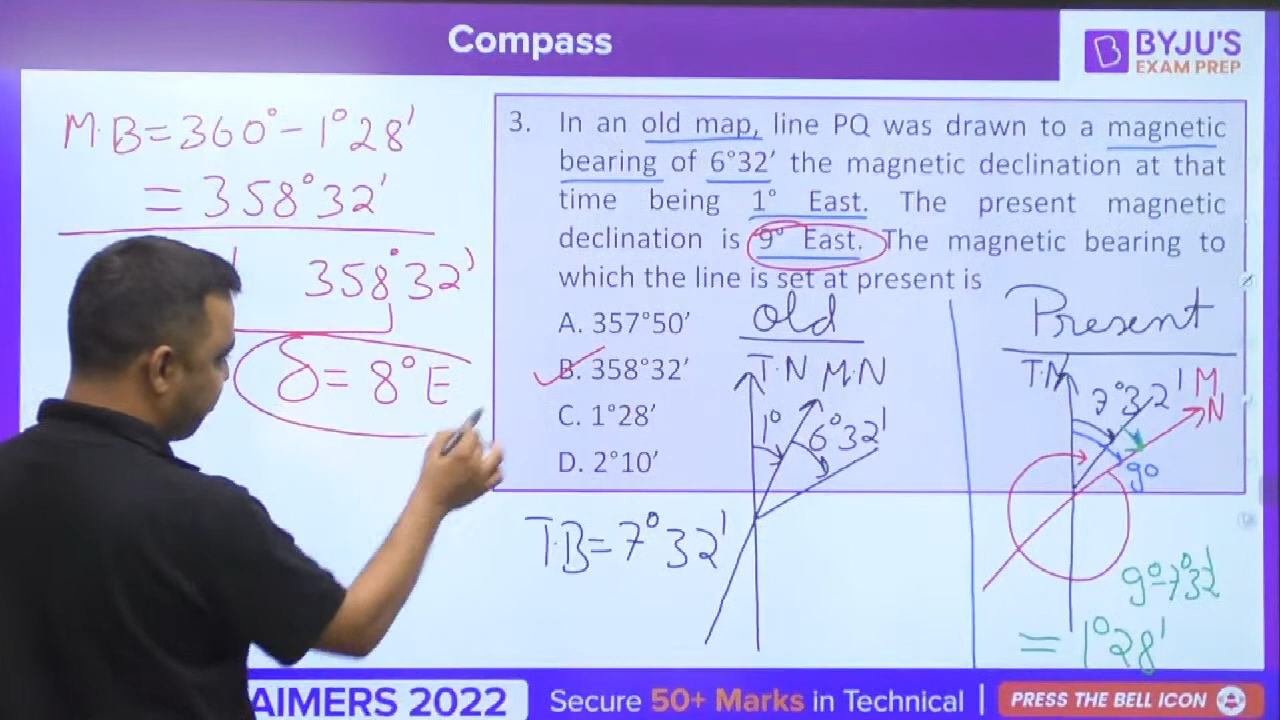 Compass
BYJU'S
EXAM PREP
M.B=360°-1°28'
=358°32'
358°32'
δ=8°E
3. In an old map, line PQ was drawn to a magnetic
bearing of 6°32' the magnetic declination at that
time being 1° East. The present magnetic
declination is 9° East. The magnetic bearing to
which the line is set at present is
A. 357°50'
B. 358°32'
C. 1°28'
D. 2°10'
Old
T.N M.N
1°
6°32'
T.B=7°32'
Present
T.N
7°32'
M
N
9°
9°-7°32'
=1°28'
AIMERS 2022
Secure 50+ Marks in Technical
PRESS THE BELL ICON